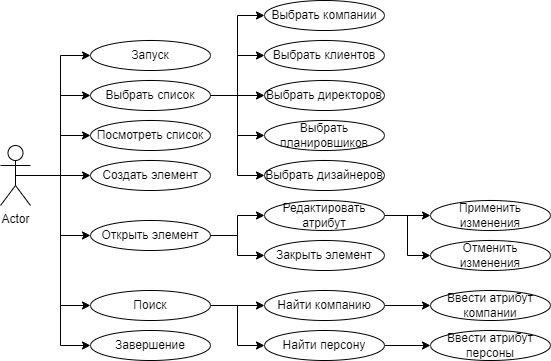 Выбрать компании
Запуск
Выбрать клиентов
Выбрать список
Выбрать директоров
Посмотреть список
Выбрать
планировшиков
Создать элемент
Выбрать дизайнеров
Actor
Открыть элемент
Редактировать
атрибут
Применить
изменения
Закрыть элемент
Отменить
изменения
Поиск
Найти компанию
Ввести атрибут
компании
Завершение
Найти персону
Ввести атрибут
персоны